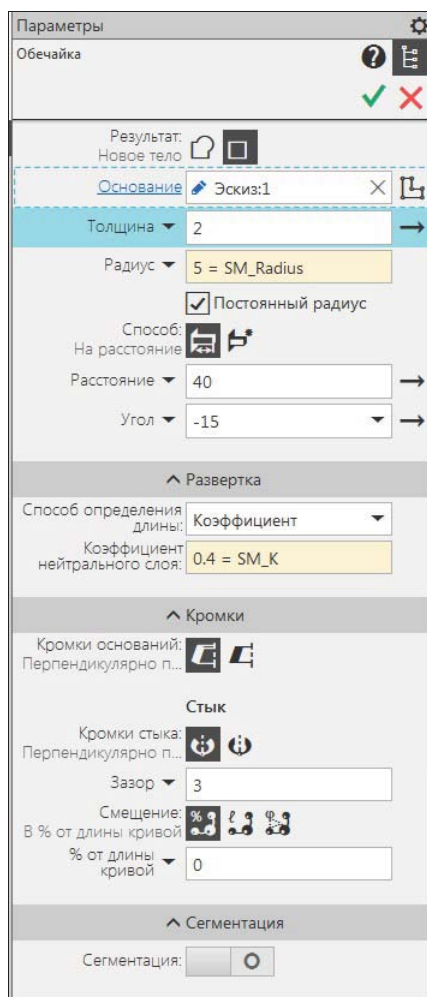 Параметры
Обечайка
Результат:
Новое тело
Основание Эскиз:1
Толщина 2
Радиус 5 = SM_Radius
Постоянный радиус
Способ:
На расстояние
Расстояние 40
Угол -15
Развертка
Способ определения
длины: Коэффициент
Коэффициент
нейтрального слоя: 0.4 = SM_K
Кромки
Кромки оснований:
Перпендикулярно п...
Стык
Кромки стыка:
Перпендикулярно п...
Зазор 3
Смещение:
В % от длины кривой
% от длины
кривой 0
Сегментация
Сегментация: